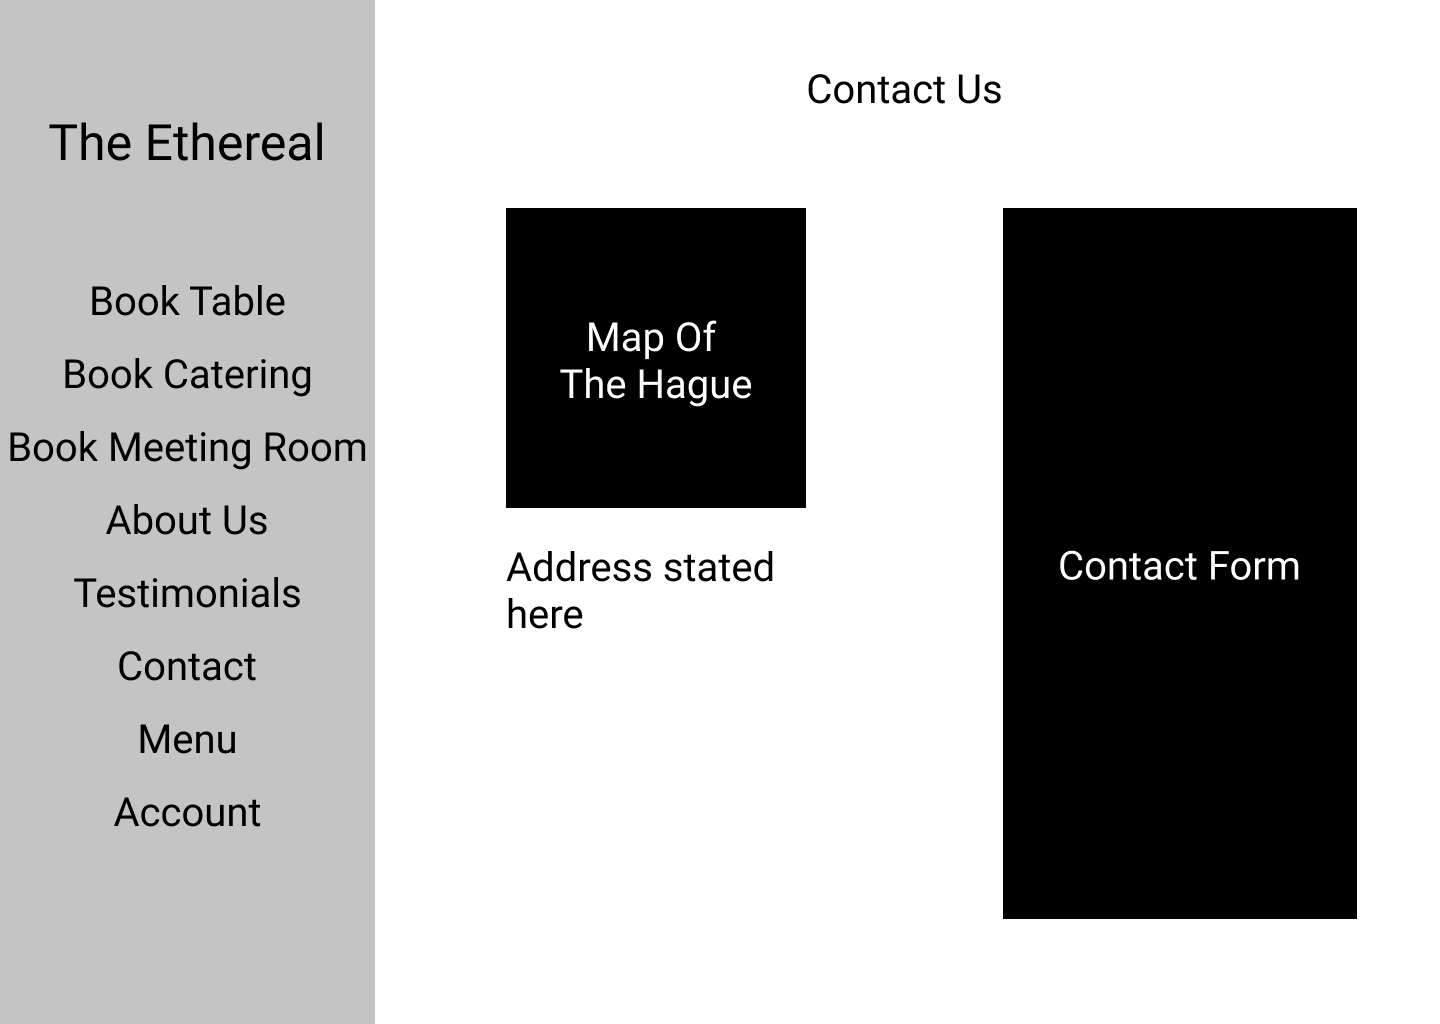 The Ethereal
Book Table
Book Catering
Book Meeting Room
About Us
Testimonials
Contact
Menu
Account
Contact Us
Map Of
The Hague
Address stated
here
Contact Form